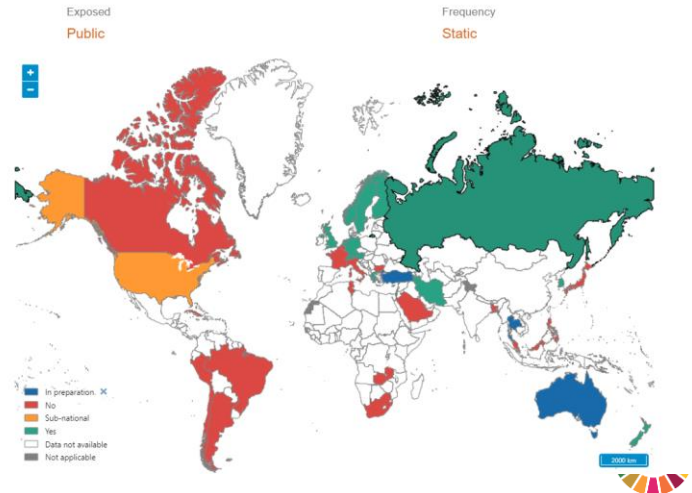 Exposed
Public
Frequency
Static
+
−
In preparation. ×
No
Sub-national
Yes
Data not available
Not applicable
2000 km